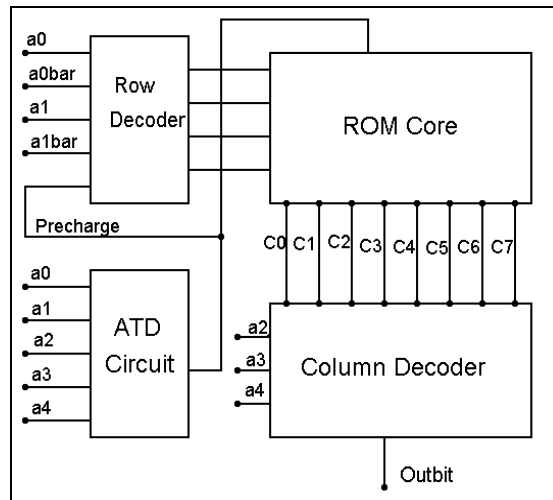 a0
a0bar
a1
a1bar
Row
Decoder
ROM Core
Precharge
C0 C1 C2 C3 C4 C5 C6 C7
a0
a1
a2
a3
a4
ATD
Circuit
a2
a3
a4
Column Decoder
Outbit